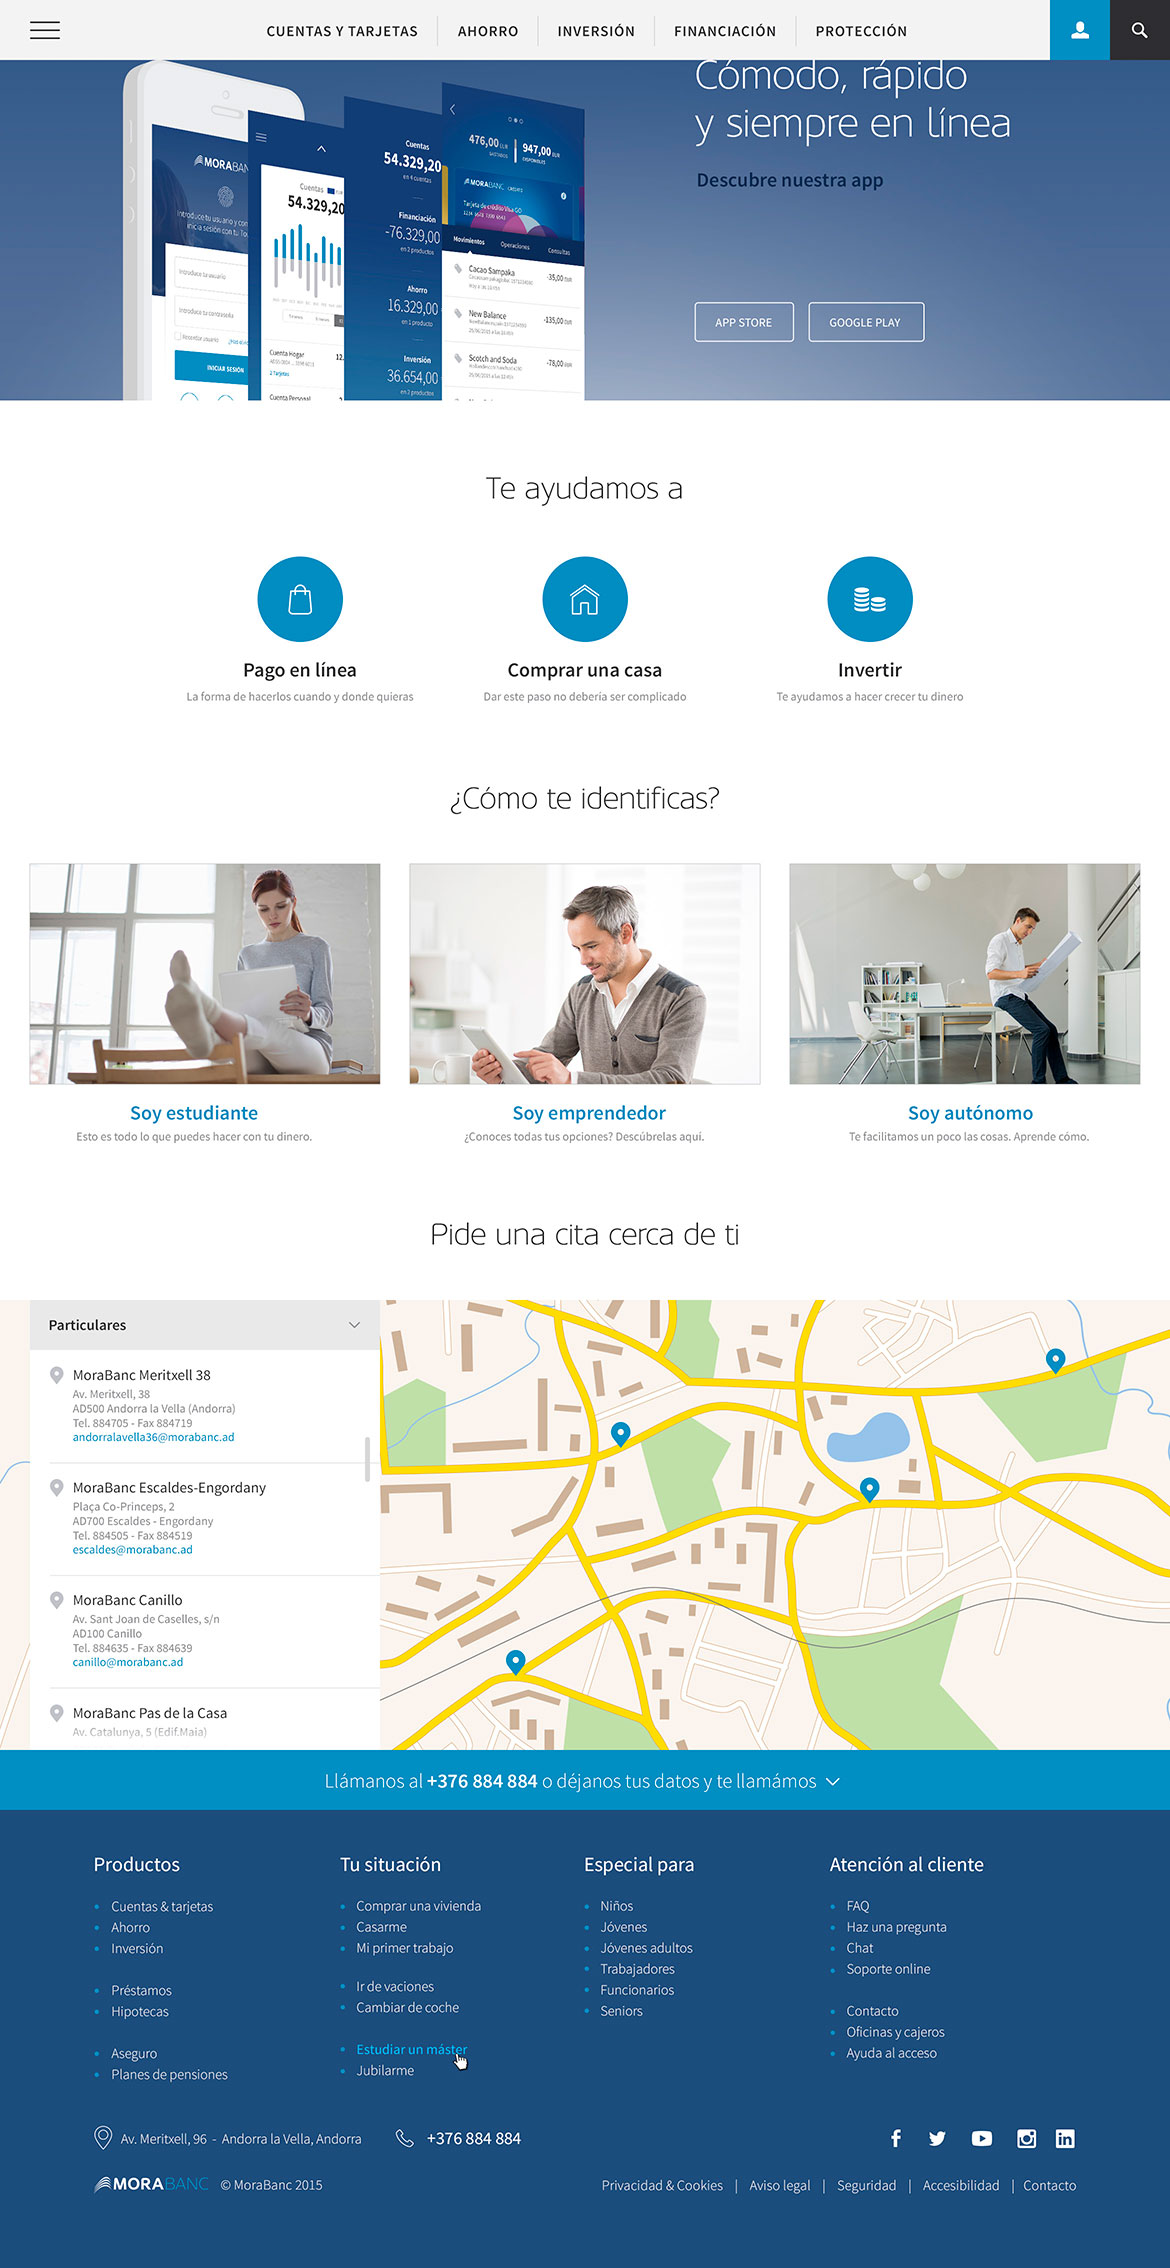 CUENTAS Y TARJETAS
AHORRO
INVERSIÓN
FINANCIACIÓN
PROTECCIÓN
Cómodo, rápido
y siempre en línea
Descubre nuestra app
APP STORE
GOOGLE PLAY
MORABAN
Introduce tu usuario y con
inicia sesión con tu To
Introduce tu usuario
Introduce tu contraseña
Recordar usuario
INICIAR SESIÓN
Cuentas
EUR
54.329,20
Cuenta Hogar
12.
2 Tarjetas
Cuenta Personal
Cuentas
54.329,20
en 4 cuentas
Financiación
-76.329,00
en 2 productos
Ahorro
16.329,00
en 1 producto
Inversión
36.654,00
en 2 productos
476,00 EUR
GASTADOS
947,00 EUR
DISPONIBLES
MORABANC
Tarjeta de crédito Visa GO
Movimientos
Operaciones
Consultas
Cacao Sampaka
-35,00 EUR
New Balance
-135,00 EUR
Scotch and Soda
-78,00 EUR
Te ayudamos a
Pago en línea
La forma de hacerlos cuando y donde quieras
Comprar una casa
Dar este paso no debería ser complicado
Invertir
Te ayudamos a hacer crecer tu dinero
¿Cómo te identificas?
Soy estudiante
Esto es todo lo que puedes hacer con tu dinero.
Soy emprendedor
¿Conoces todas tus opciones? Descúbrelas aquí.
Soy autónomo
Te facilitamos un poco las cosas. Aprende cómo.
Pide una cita cerca de ti
Particulares
MoraBanc Meritxell 38
Av. Meritxell, 38
AD500 Andorra la Vella (Andorra)
Tel. 884705 - Fax 884719
andorralavella36@morabanc.ad
MoraBanc Escaldes-Engordany
Plaça Co-Princeps, 2
AD700 Escaldes - Engordany
Tel. 884505 - Fax 884519
escaldes@morabanc.ad
MoraBanc Canillo
Av. Sant Joan de Caselles, s/n
AD100 Canillo
Tel. 884635 - Fax 884639
canillo@morabanc.ad
MoraBanc Pas de la Casa
Av. Catalunya, 5 (Edif.Maia)
Llámanos al +376 884 884 o déjanos tus datos y te llamámos
Productos
Cuentas & tarjetas
Ahorro
Inversión
Préstamos
Hipotecas
Aseguro
Planes de pensiones
Tu situación
Comprar una vivienda
Casarme
Mi primer trabajo
Ir de vaciones
Cambiar de coche
Estudiar un máster
Jubilarme
Especial para
Niños
Jóvenes
Jóvenes adultos
Trabajadores
Funcionarios
Seniors
Atención al cliente
FAQ
Haz una pregunta
Chat
Soporte online
Contacto
Oficinas y cajeros
Ayuda al acceso
Av. Meritxell, 96 - Andorra la Vella, Andorra
+376 884 884
MORABANC
© MoraBanc 2015
Privacidad & Cookies | Aviso legal | Seguridad | Accesibilidad | Contacto